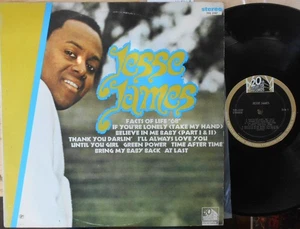 stereo
Jesse
James
FACTS OF LIFE "68"
IF YOU'RE LONELY (TAKE MY HAND)
BELIEVE IN ME BABY (PART I & II)
THANK YOU DARLIN' I'LL ALWAYS LOVE YOU
UNTIL YOU GIRL GREEN POWER TIME AFTER TIME
BRING MY BABY BACK AT LAST